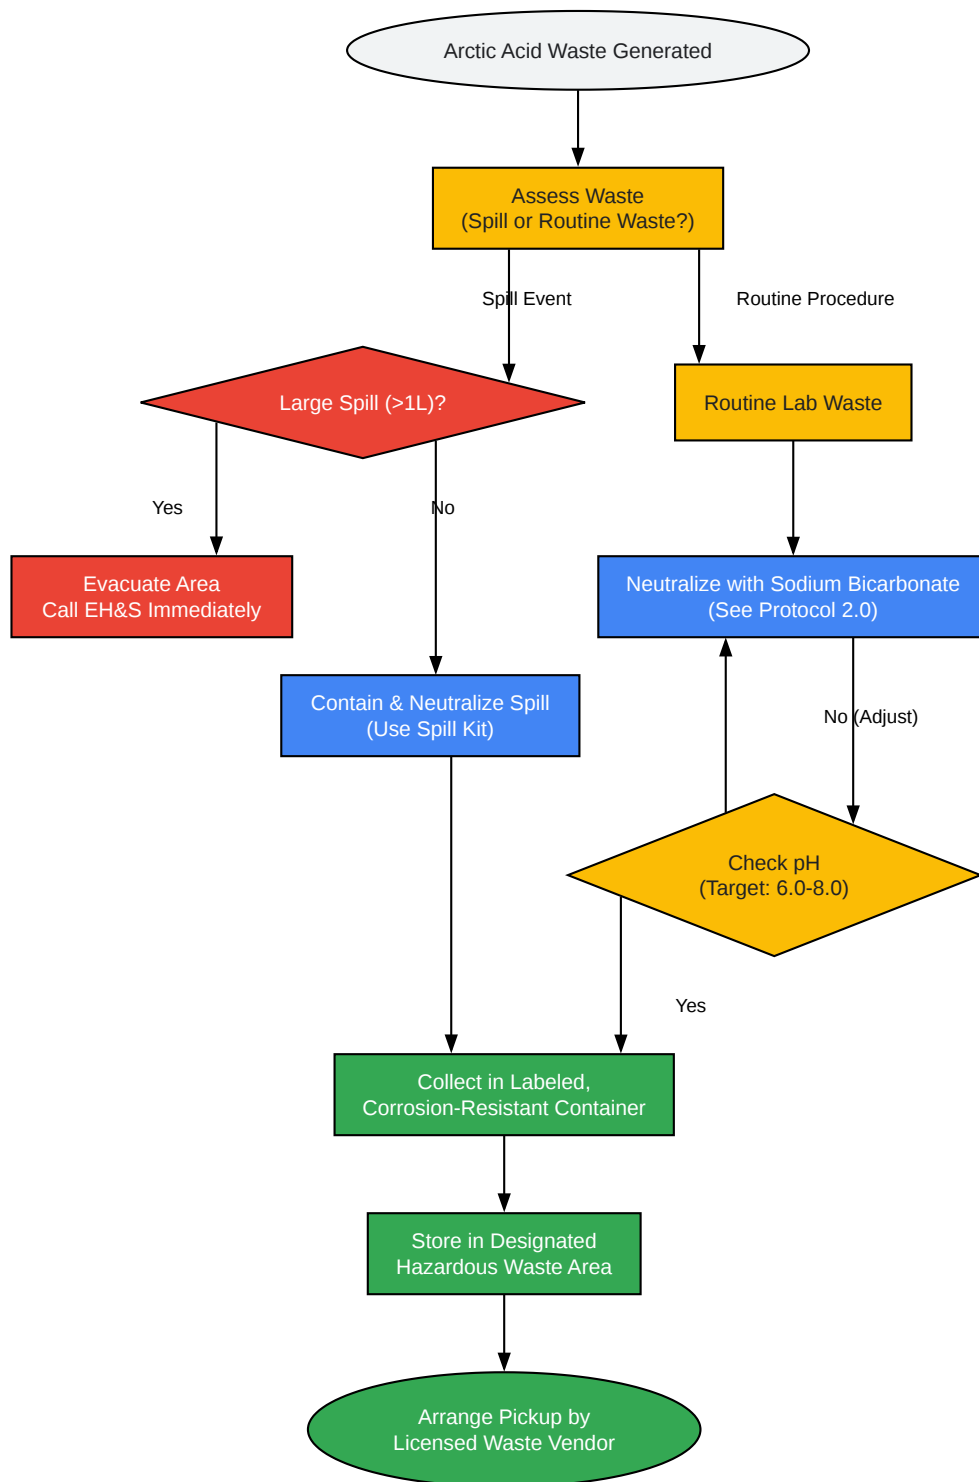 Arctic Acid Waste Generated
Assess Waste
(Spill or Routine Waste?)
Spill Event
Routine Procedure
Large Spill (>1L)?
Routine Lab Waste
Yes
No
Evacuate Area
Call EH&S Immediately
Neutralize with Sodium Bicarbonate
(See Protocol 2.0)
Contain & Neutralize Spill
(Use Spill Kit)
No (Adjust)
Check pH
(Target: 6.0-8.0)
Yes
Collect in Labeled,
Corrosion-Resistant Container
Store in Designated
Hazardous Waste Area
Arrange Pickup by
Licensed Waste Vendor